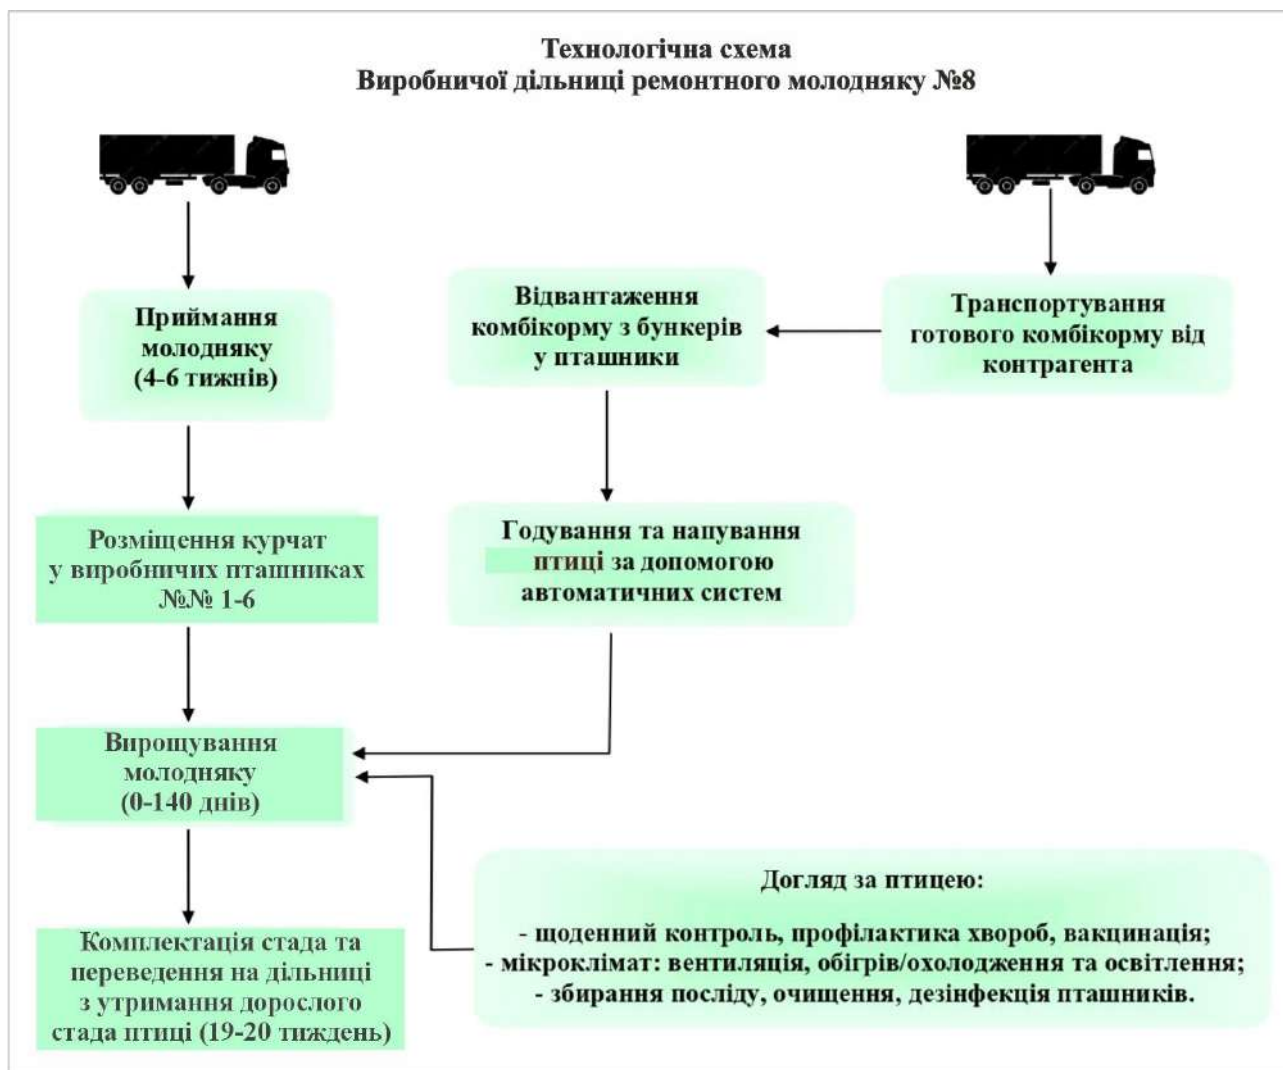 Технологічна схема
Виробничої дільниці ремонтного молодняку №8
Приймання
молодняку
(4-6 тижнів)
Відвантаження
комбікорму з бункерів
у пташники
Транспортування
готового комбікорму від
контрагента
Розміщення курчат
у виробничих пташниках
№№ 1-6
Годування та напування
птиці за допомогою
автоматичних систем
Вирощування
молодняку
(0-140 днів)
Догляд за птицею:
- щоденний контроль, профілактика хвороб, вакцинація;
- мікроклімат: вентиляція, обігрів/охолодження та освітлення;
- збирання посліду, очищення, дезінфекція пташників.
Комплектація стада та
переведення на дільниці
з утримання дорослого
стада птиці (19-20 тиждень)